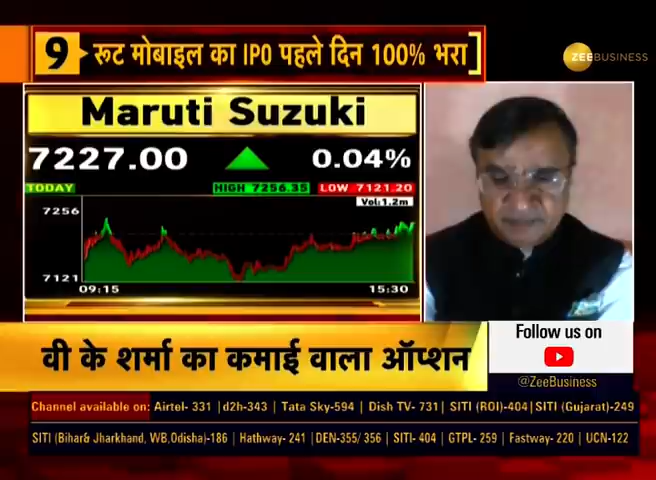 9
रूट मोबाइल का IPO पहले दिन 100% भरा
ZEE BUSINESS
Maruti Suzuki
7227.00 0.04%
TODAY HIGH 7256.35 LOW 7121.20
Vol:1.2m
7256
7121
09:15 15:30
वी के शर्मा का कमाई वाला ऑप्शन
Follow us on
@ZeeBusiness
Channel available on: Airtel- 331 | d2h-343 | Tata Sky-594 | Dish TV- 731 | SITI (ROI)-404 | SITI (Gujarat)-249
SITI (Bihar& Jharkhand, WB,Odisha)-186 | Hathway- 241 |DEN-355/ 356 | SITI- 404 | GTPL- 259 | Fastway- 220 | UCN-122